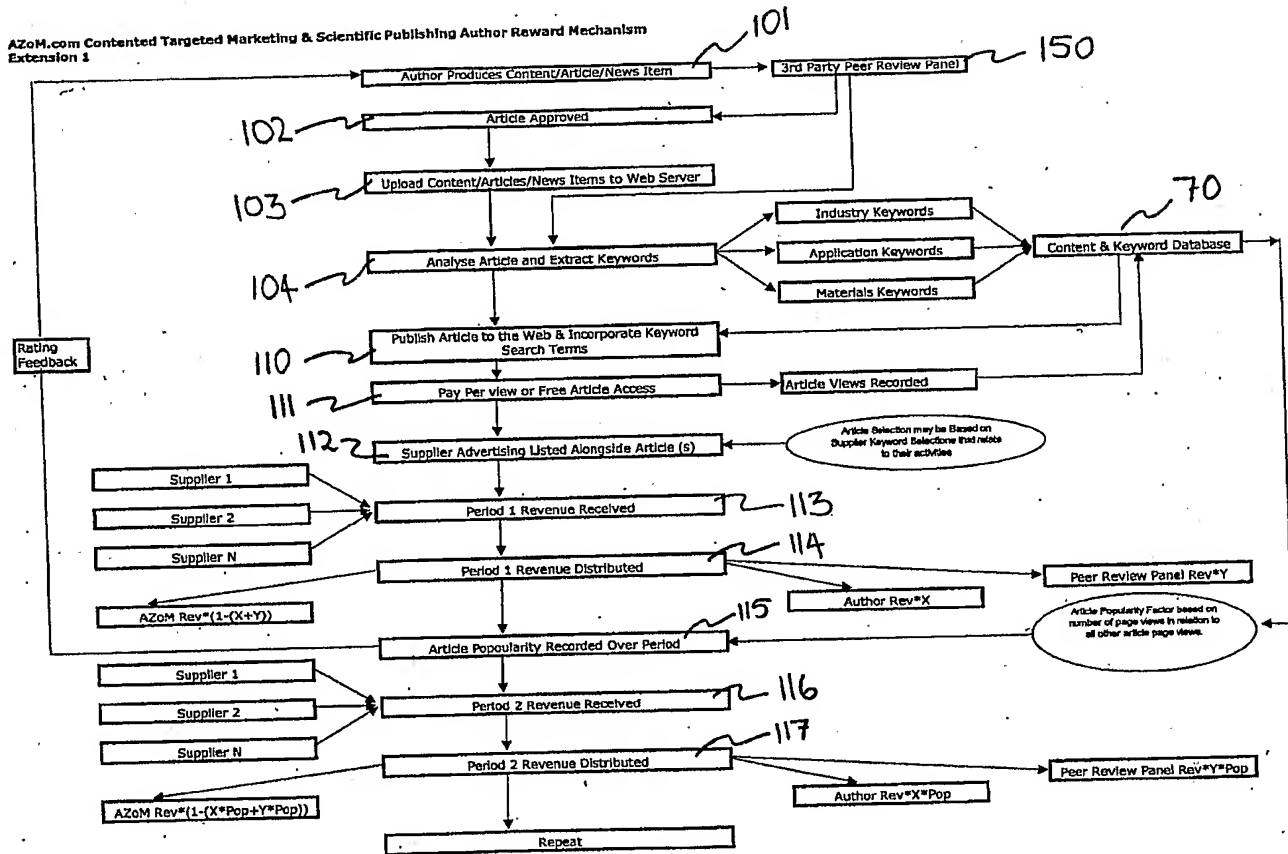 AZoM.com Contented Targeted Marketing & Scientific Publishing Author Reward Mechanism
Extension 1
101
Author Produces Content/Article/News Item
3rd Party Peer Review Panel
150
102
Article Approved
103
Upload Content/Articles/News Items to Web Server
Industry Keywords
70
104
Analyse Article and Extract Keywords
Application Keywords
Content & Keyword Database
Materials Keywords
Rating
Feedback
110
Publish Article to the Web & Incorporate Keyword
Search Terms
111
Pay Per view or Free Article Access
Article Views Recorded
112
Supplier Advertising Listed Alongside Article (s)
Article Selection may be Based on
Supplier Keyword Selections that relate
to their activities
Supplier 1
Supplier 2
Supplier N
Period 1 Revenue Received
113
Period 1 Revenue Distributed
114
AZoM Rev*(1-(X+Y))
Author Rev*X
Peer Review Panel Rev*Y
115
Article Popoularity Recorded Over Period
Article Popularity Factor based on
number of page views in relation to
all other article page views.
Supplier 1
Supplier 2
Supplier N
Period 2 Revenue Received
116
Period 2 Revenue Distributed
117
AZoM Rev*(1-(X*Pop+Y*Pop))
Author Rev*X*Pop
Peer Review Panel Rev*Y*Pop
Repeat